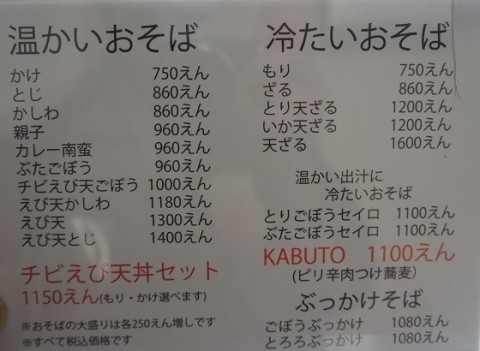 温かいおそば
かけ 750えん
とじ 860えん
かしわ 860えん
親子 960えん
カレー南蛮 960えん
ぶたごぼう 960えん
チビえび天ごぼう 1000えん
えび天かしわ 1180えん
えび天 1300えん
えび天とじ 1400えん
チビえび天丼セット
1150えん(もり・かけ選べます)
※おそばの大盛りは各250えん増しです
※すべて税込価格です
冷たいおそば
もり 750えん
ざる 860えん
とり天ざる 1200えん
いか天ざる 1200えん
天ざる 1600えん
温かい出汁に
冷たいおそば
とりごぼうセイロ 1100えん
ぶたごぼうセイロ 1100えん
KABUTO 1100えん
(ピリ辛肉つけ蕎麦)
ぶっかけそば
ごぼうぶっかけ 1080えん
とろろぶっかけ 1080えん